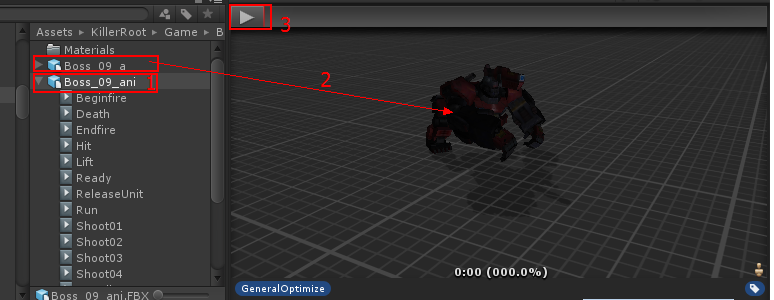 3
Assets ▸ KillerRoot ▸ Game ▸ B
Materials
Boss_09_a
Boss_09_ani 1
2
Beginfire
Death
Endfire
Hit
Lift
Ready
ReleaseUnit
Run
Shoot01
Shoot02
Shoot03
Shoot04
0:00 (000.0%)
GeneralOptimize
Boss_09_ani.FBX